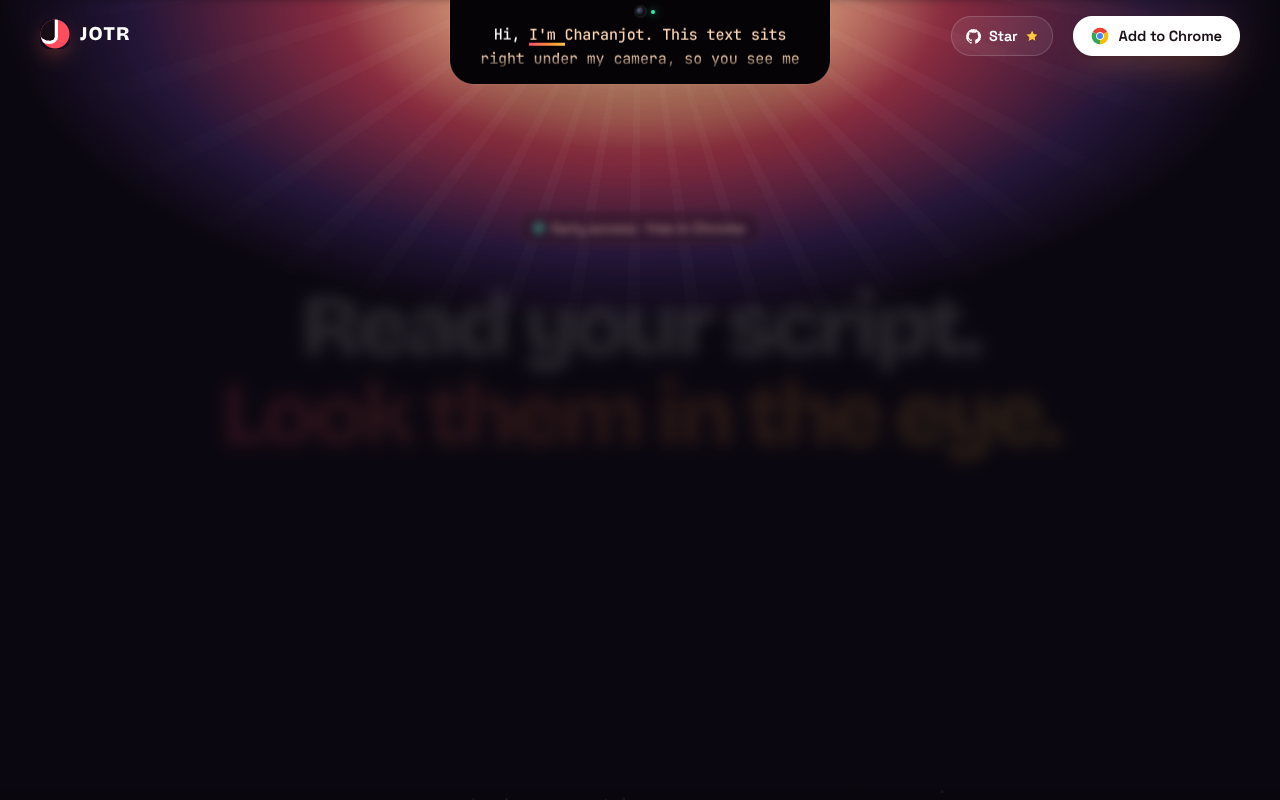 JOTR
Hi, I'm Charanjot. This text sits
right under my camera, so you see me
Star
Add to Chrome
Read your script.
Look them in the eye.